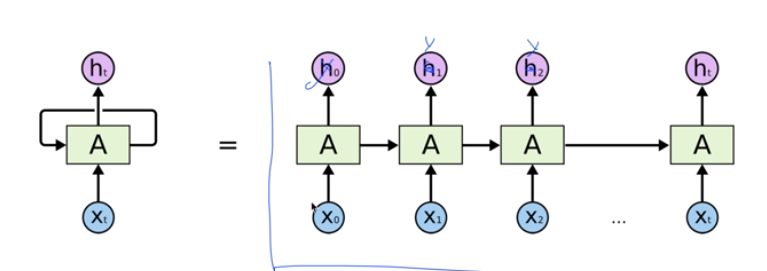 hₜ h₀ h₁ h₂ hₜ
y y
A = A A A A
xₜ x₀ x₁ x₂ ... xₜ